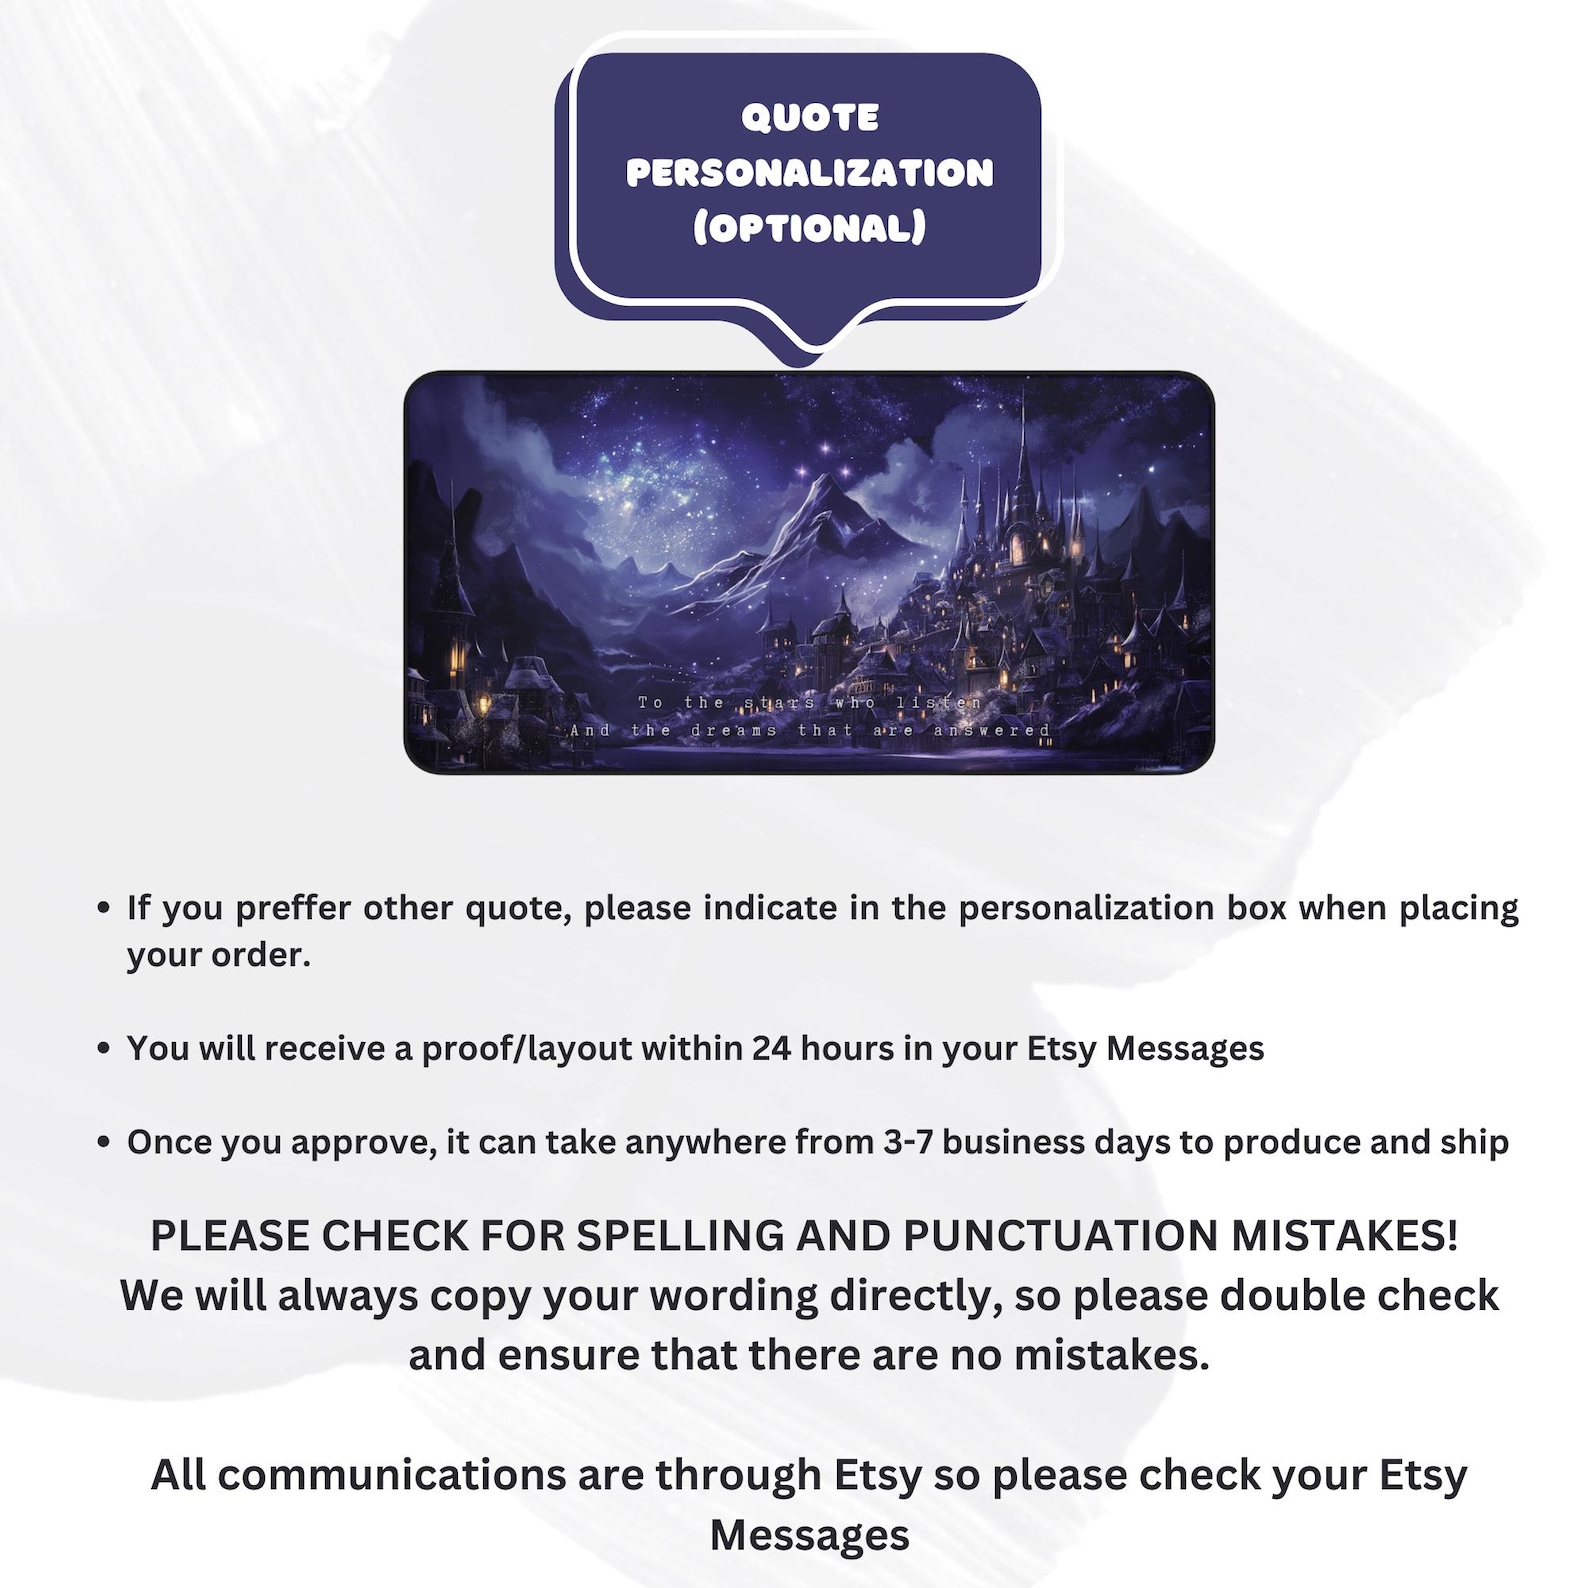 QUOTE
PERSONALIZATION
(OPTIONAL)
To the stars who listen
And the dreams that are answered
• If you preffer other quote, please indicate in the personalization box when placing
your order.
• You will receive a proof/layout within 24 hours in your Etsy Messages
• Once you approve, it can take anywhere from 3-7 business days to produce and ship
PLEASE CHECK FOR SPELLING AND PUNCTUATION MISTAKES!
We will always copy your wording directly, so please double check
and ensure that there are no mistakes.
All communications are through Etsy so please check your Etsy
Messages